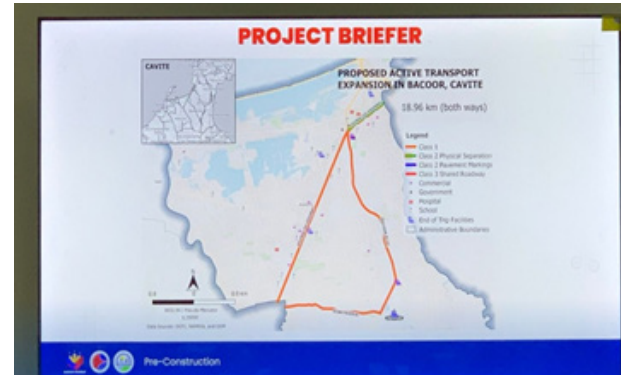 PROJECT BRIEFER
CAVITE
PROPOSED ACTIVE TRANSPORT
EXPANSION IN BACOOR, CAVITE
18.96 km (both ways)
Legend
Class 1
Class 2 Physical Separation
Class 2 Pavement Markings
Class 3 Shared Roadway
Commercial
Government
Hospital
School
End of Trip Facilities
Administrative Boundaries
N
Pre-Construction